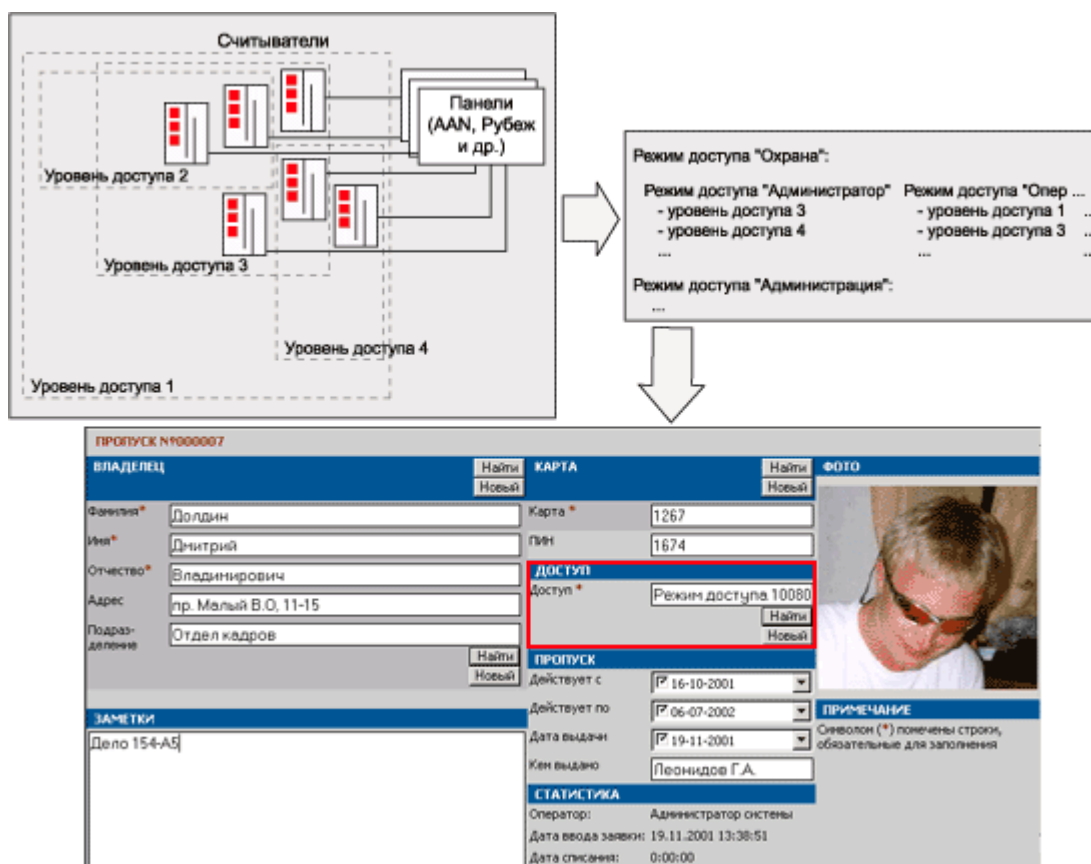 Считыватели
Панели
(AAN, Рубеж
и др.)
Уровень доступа 2
Уровень доступа 3
Уровень доступа 4
Уровень доступа 1
Режим доступа "Охрана":
Режим доступа "Администратор" Режим доступа "Опер ...
- уровень доступа 3 - уровень доступа 1 ..
- уровень доступа 4 - уровень доступа 3 ..
... ... ..
Режим доступа "Администрация":
...
ПРОПУСК №000007
ВЛАДЕЛЕЦ
Найти
Новый
Фамилия* Долдин
Имя* Дмитрий
Отчество* Владинирович
Адрес пр. Малый В.О, 11-15
Подраз-
деление Отдел кадров
Найти
Новый
ЗАМЕТКИ
Дело 154-А5
КАРТА
Найти
Новый
Карта * 1267
ПИН 1674
ДОСТУП
Доступ * Режим доступа 10080
Найти
Новый
ПРОПУСК
Действует с 16-10-2001
Действует по 06-07-2002
Дата выдачи 19-11-2001
Кем выдано Леонидов Г.А.
СТАТИСТИКА
Оператор: Администратор системы
Дата ввода заявки: 19.11.2001 13:38:51
Дата списания: 0:00:00
ФОТО
ПРИМЕЧАНИЕ
Символом (*) помечены строки,
обязательные для заполнения